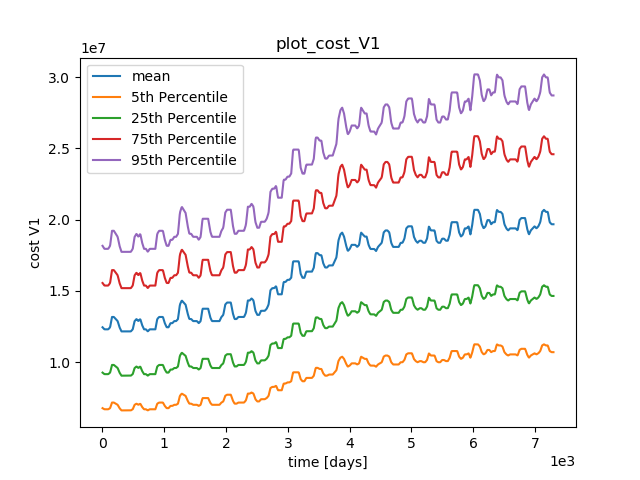 plot_cost_V1
1e7
mean
5th Percentile
25th Percentile
75th Percentile
95th Percentile
3.0
2.5
2.0
1.5
1.0
cost V1
0 1 2 3 4 5 6 7
time [days]
1e3